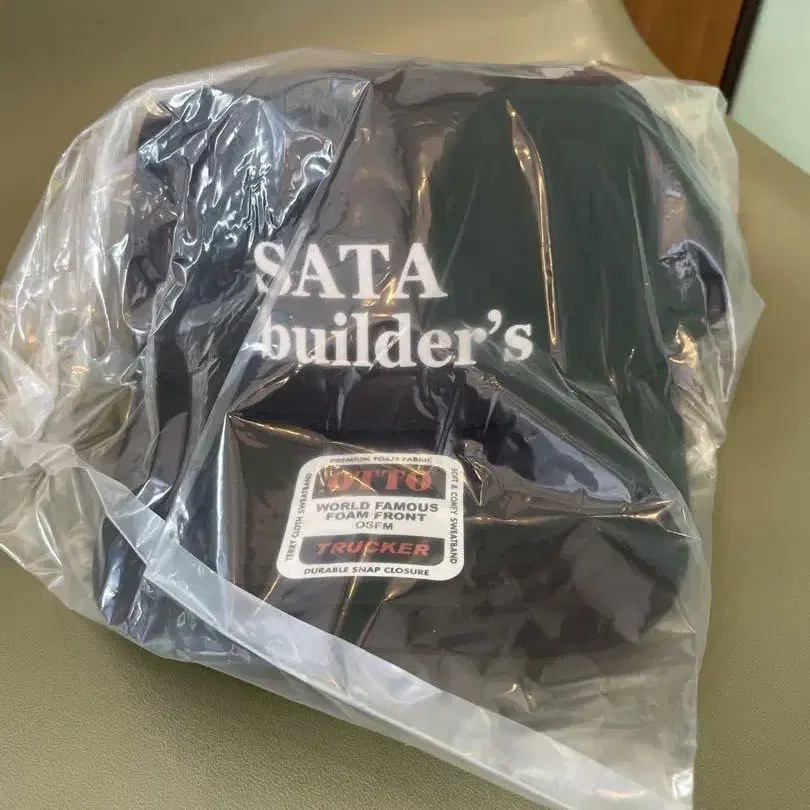 SATA
builder's
PREMIUM FOAM FABRIC
OTTO
WORLD FAMOUS
FOAM FRONT
OSFM
TRUCKER
DURABLE SNAP CLOSURE
TERRY CLOTH SWEATBAND
SOFT & COMFY SWEATBAND